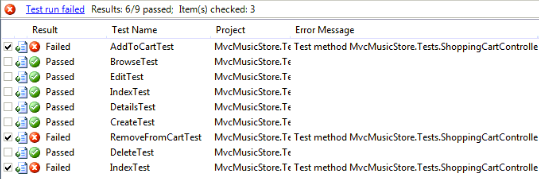 Test run failed Results: 6/9 passed; Item(s) checked: 3
Result Test Name Project Error Message
Failed AddToCartTest MvcMusicStore.Te Test method MvcMusicStore.Tests.ShoppingCartControlle
Passed BrowseTest MvcMusicStore.Te
Passed EditTest MvcMusicStore.Te
Passed IndexTest MvcMusicStore.Te
Passed DetailsTest MvcMusicStore.Te
Passed CreateTest MvcMusicStore.Te
Failed RemoveFromCartTest MvcMusicStore.Te Test method MvcMusicStore.Tests.ShoppingCartControlle
Passed DeleteTest MvcMusicStore.Te
Failed IndexTest MvcMusicStore.Te Test method MvcMusicStore.Tests.ShoppingCartControlle